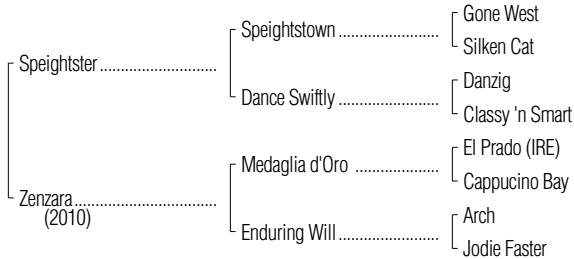 Gone West
Speightstown
Silken Cat
Speightster
Danzig
Dance Swiftly
Classy 'n Smart
El Prado (IRE)
Medaglia d'Oro
Cappucino Bay
Zenzara
(2010)
Arch
Enduring Will
Jodie Faster